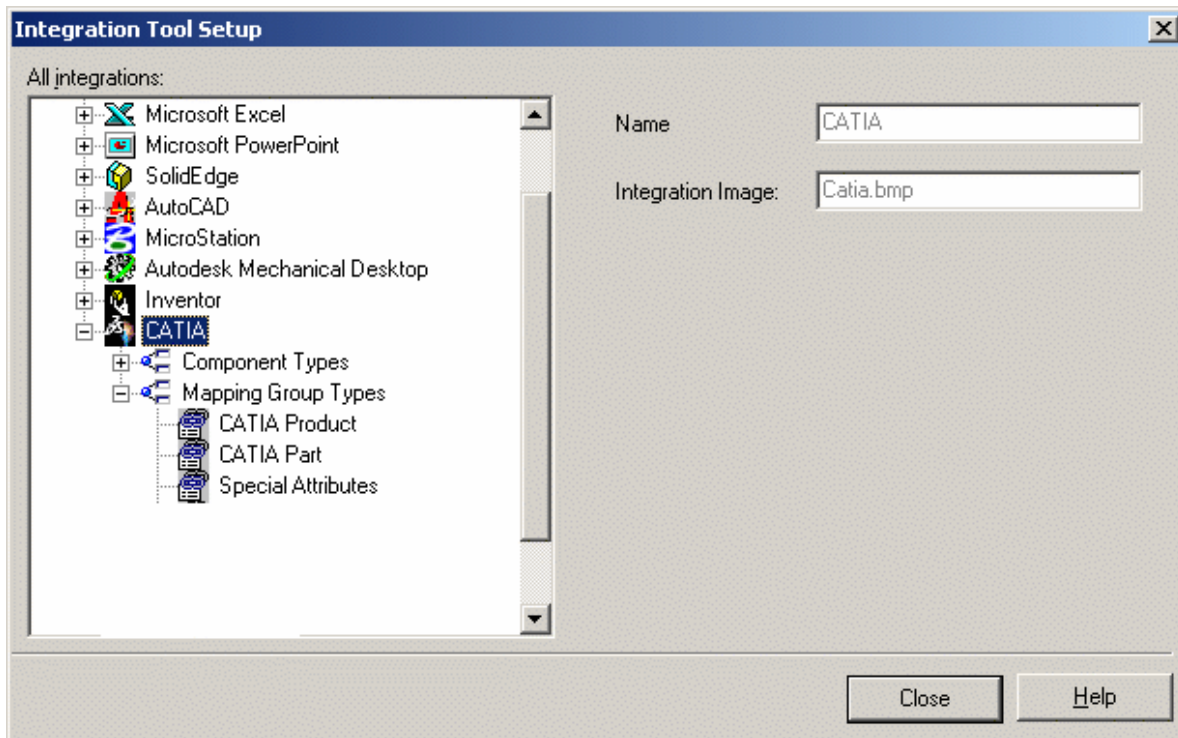 Integration Tool Setup
All integrations:
Microsoft Excel
Microsoft PowerPoint
SolidEdge
AutoCAD
MicroStation
Autodesk Mechanical Desktop
Inventor
CATIA
Component Types
Mapping Group Types
CATIA Product
CATIA Part
Special Attributes
Name CATIA
Integration Image: Catia.bmp
Close Help